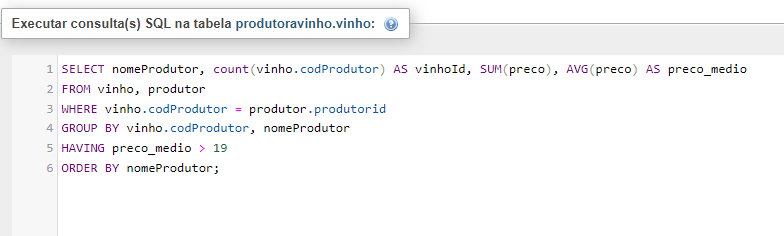 Executar consulta(s) SQL na tabela produtoravinho.vinho:
1 SELECT nomeProdutor, count(vinho.codProdutor) AS vinhoId, SUM(preco), AVG(preco) AS preco_medio
2 FROM vinho, produtor
3 WHERE vinho.codProdutor = produtor.produtorid
4 GROUP BY vinho.codProdutor, nomeProdutor
5 HAVING preco_medio > 19
6 ORDER BY nomeProdutor;